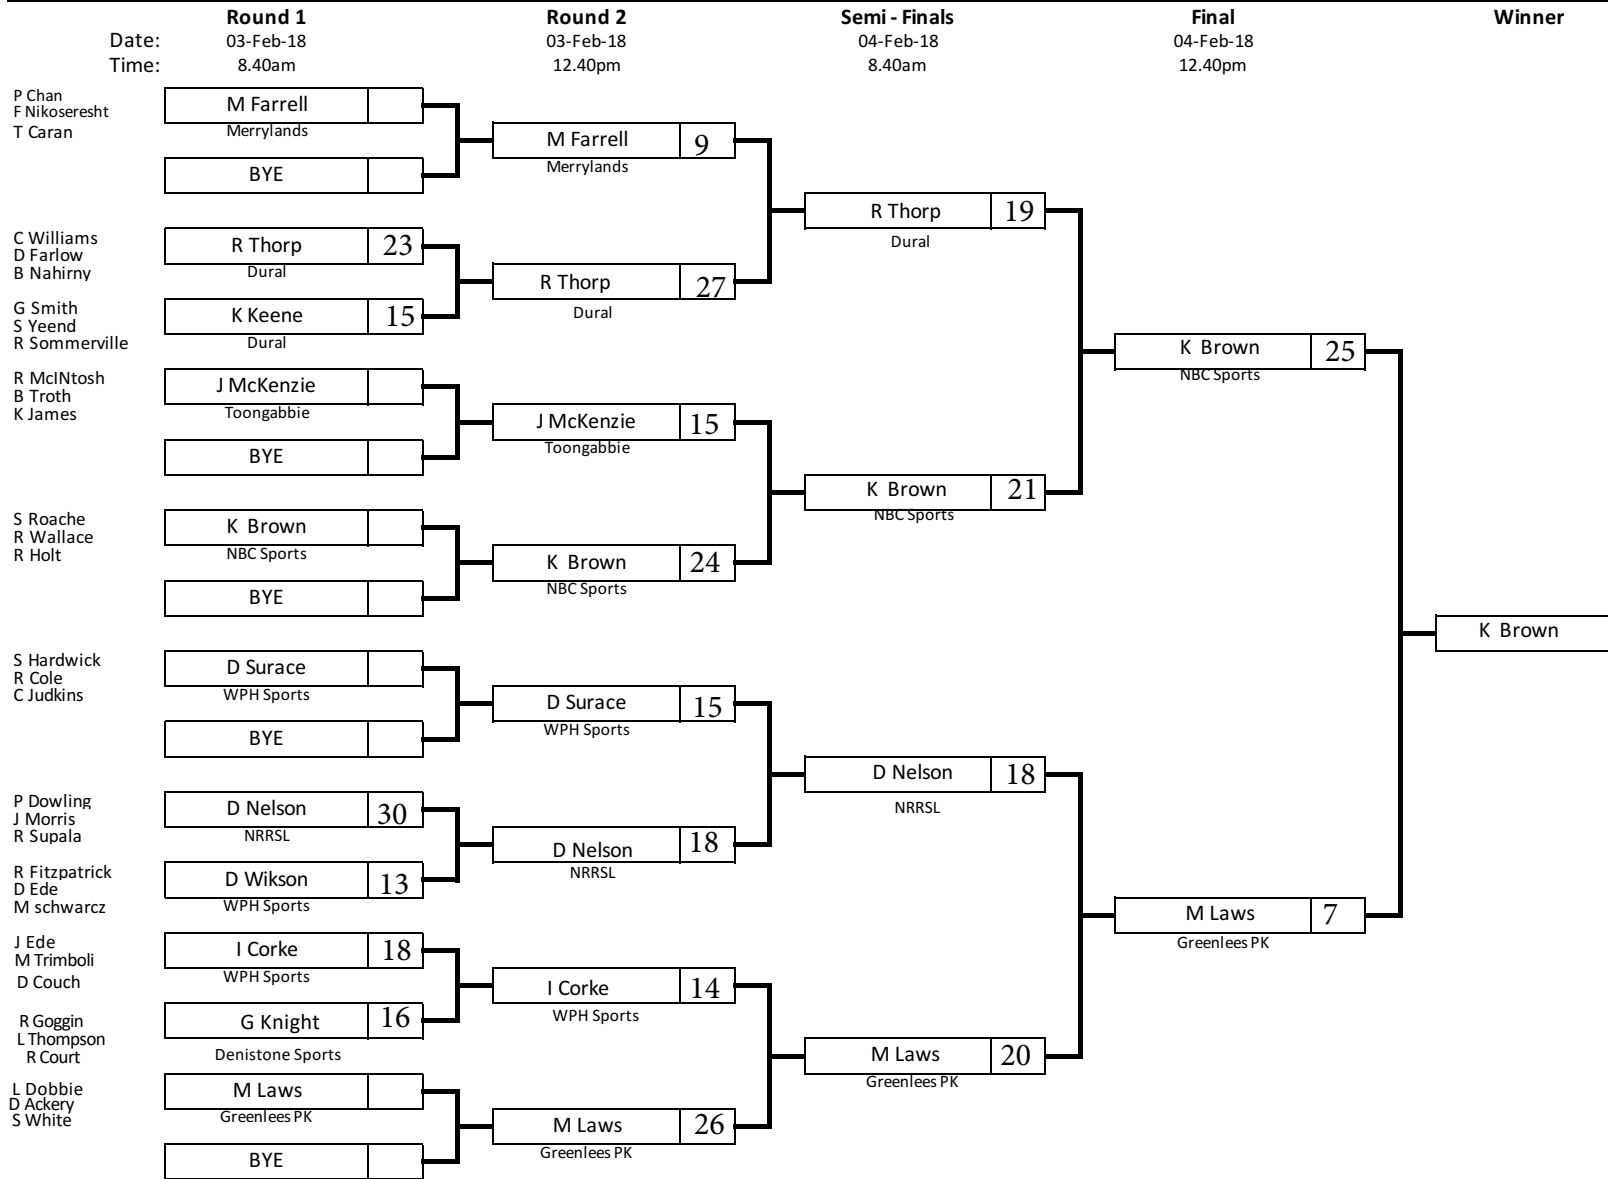 Round 1 Round 2 Semi - Finals Final Winner
Date: 03-Feb-18 03-Feb-18 04-Feb-18 04-Feb-18
Time: 8.40am 12.40pm 8.40am 12.40pm
P Chan
F Nikoseresht
T Caran
M Farrell
Merrylands
BYE
M Farrell 9
Merrylands
C Williams
D Farlow
B Nahirny
R Thorp 23
Dural
G Smith
S Yeend
R Sommerville
K Keene 15
Dural
R Thorp 27
Dural
R Thorp 19
Dural
R McINtosh
B Troth
K James
J McKenzie
Toongabbie
BYE
J McKenzie 15
Toongabbie
S Roache
R Wallace
R Holt
K Brown
NBC Sports
BYE
K Brown 24
NBC Sports
K Brown 21
NBC Sports
K Brown 25
NBC Sports
K Brown
S Hardwick
R Cole
C Judkins
D Surace
WPH Sports
BYE
D Surace 15
WPH Sports
P Dowling
J Morris
R Supala
D Nelson 30
NRRSL
R Fitzpatrick
D Ede
M schwarcz
D Wikson 13
WPH Sports
D Nelson 18
NRRSL
D Nelson 18
NRRSL
J Ede
M Trimboli
D Couch
I Corke 18
WPH Sports
R Goggin
L Thompson
R Court
G Knight 16
Denistone Sports
I Corke 14
WPH Sports
L Dobbie
D Ackery
S White
M Laws
Greenlees PK
BYE
M Laws 26
Greenlees PK
M Laws 20
Greenlees PK
M Laws 7
Greenlees PK